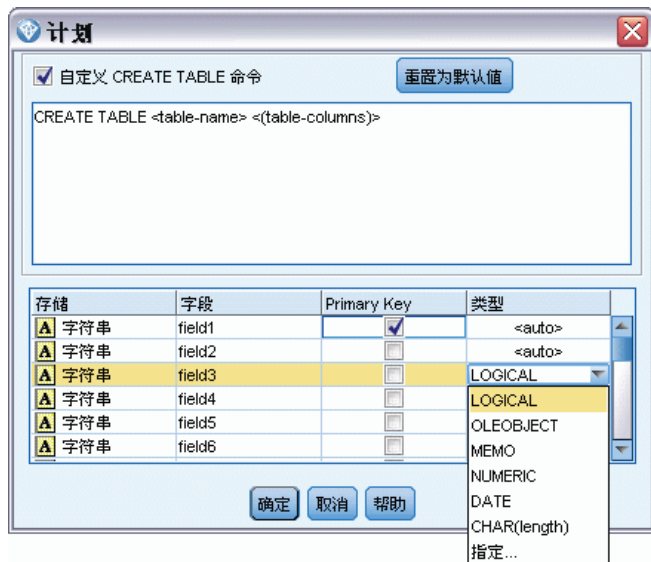 计划
自定义 CREATE TABLE 命令
重置为默认值
CREATE TABLE <table-name> <(table-columns)>
存储 字段 Primary Key 类型
A 字符串 field1 <auto>
A 字符串 field2 <auto>
A 字符串 field3 LOGICAL
A 字符串 field4 LOGICAL
A 字符串 field5 OLEOBJECT
A 字符串 field6 MEMO
NUMERIC
DATE
CHAR(length)
指定...
确定 取消 帮助